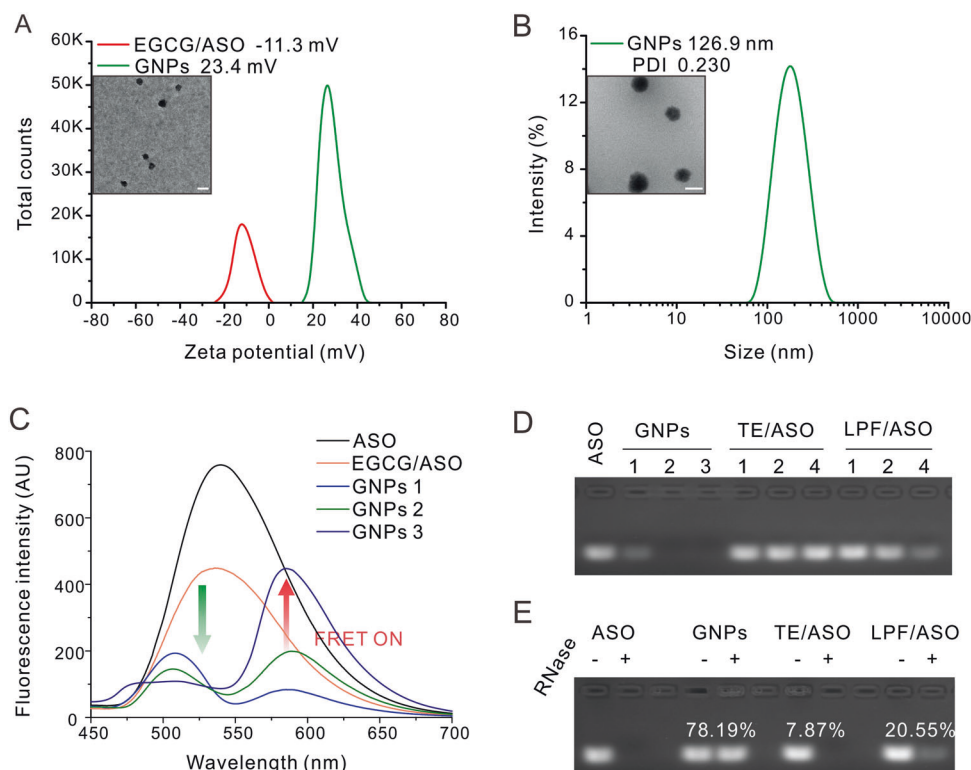 A
60K
50K
40K
30K
20K
10K
0
EGCG/ASO -11.3 mV
GNPs 23.4 mV
Total counts
-80 -60 -40 -20 0 20 40 60 80
Zeta potential (mV)
B
16
12
8
4
0
GNPs 126.9 nm
PDI 0.230
Intensity (%)
1 10 100 1000 10000
Size (nm)
C
800
600
400
200
0
ASO
EGCG/ASO
GNPs 1
GNPs 2
GNPs 3
FRET ON
Fluorescence intensity (AU)
450 500 550 600 650 700
Wavelength (nm)
D
ASO GNPs TE/ASO LPF/ASO
1 2 3 1 2 4 1 2 4
E
RNase ASO GNPs TE/ASO LPF/ASO
- + - + - + - +
78.19% 7.87% 20.55%